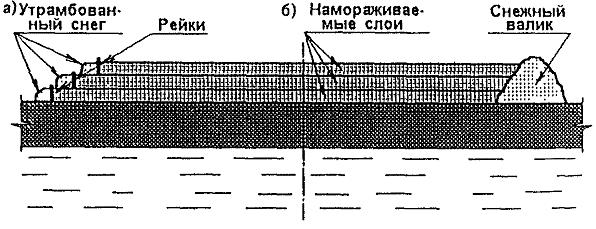 а) Утрамбован-
ный снег
Рейки
б) Намораживае-
мые слои
Снежный
валик